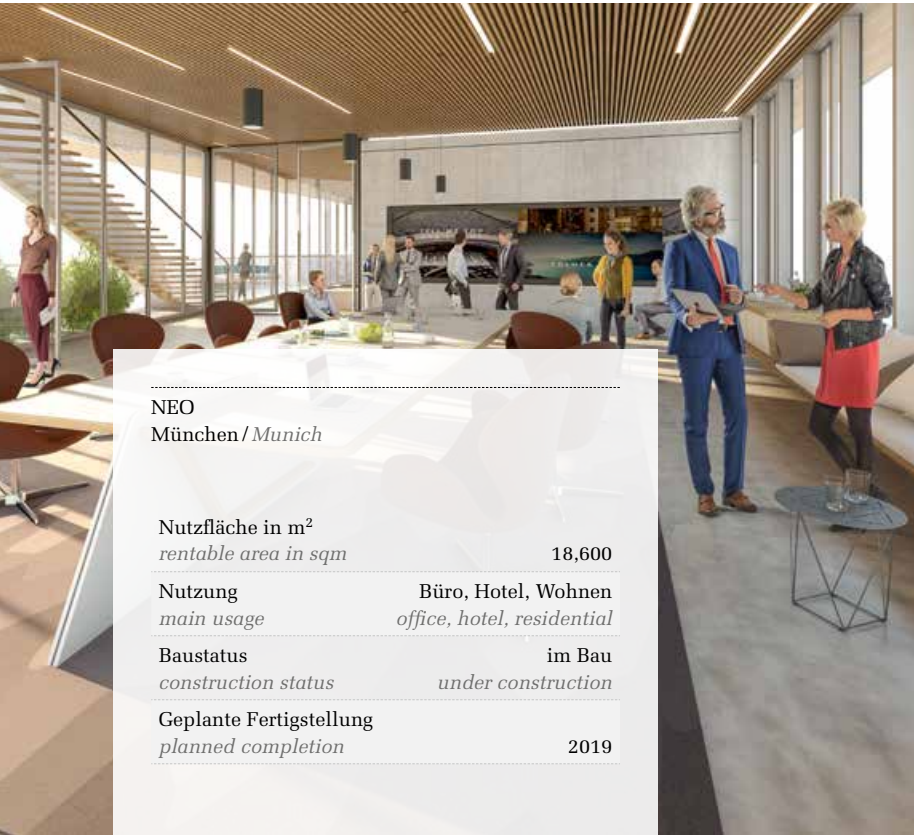 NEO
München / Munich
Nutzfläche in m²
rentable area in sqm 18,600
Nutzung Büro, Hotel, Wohnen
main usage office, hotel, residential
Baustatus im Bau
construction status under construction
Geplante Fertigstellung
planned completion 2019